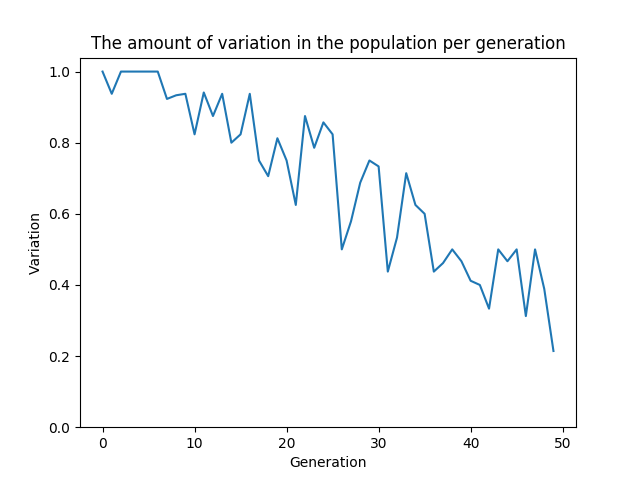 The amount of variation in the population per generation
1.0
0.8
0.6
0.4
0.2
0.0
Variation
0 10 20 30 40 50
Generation